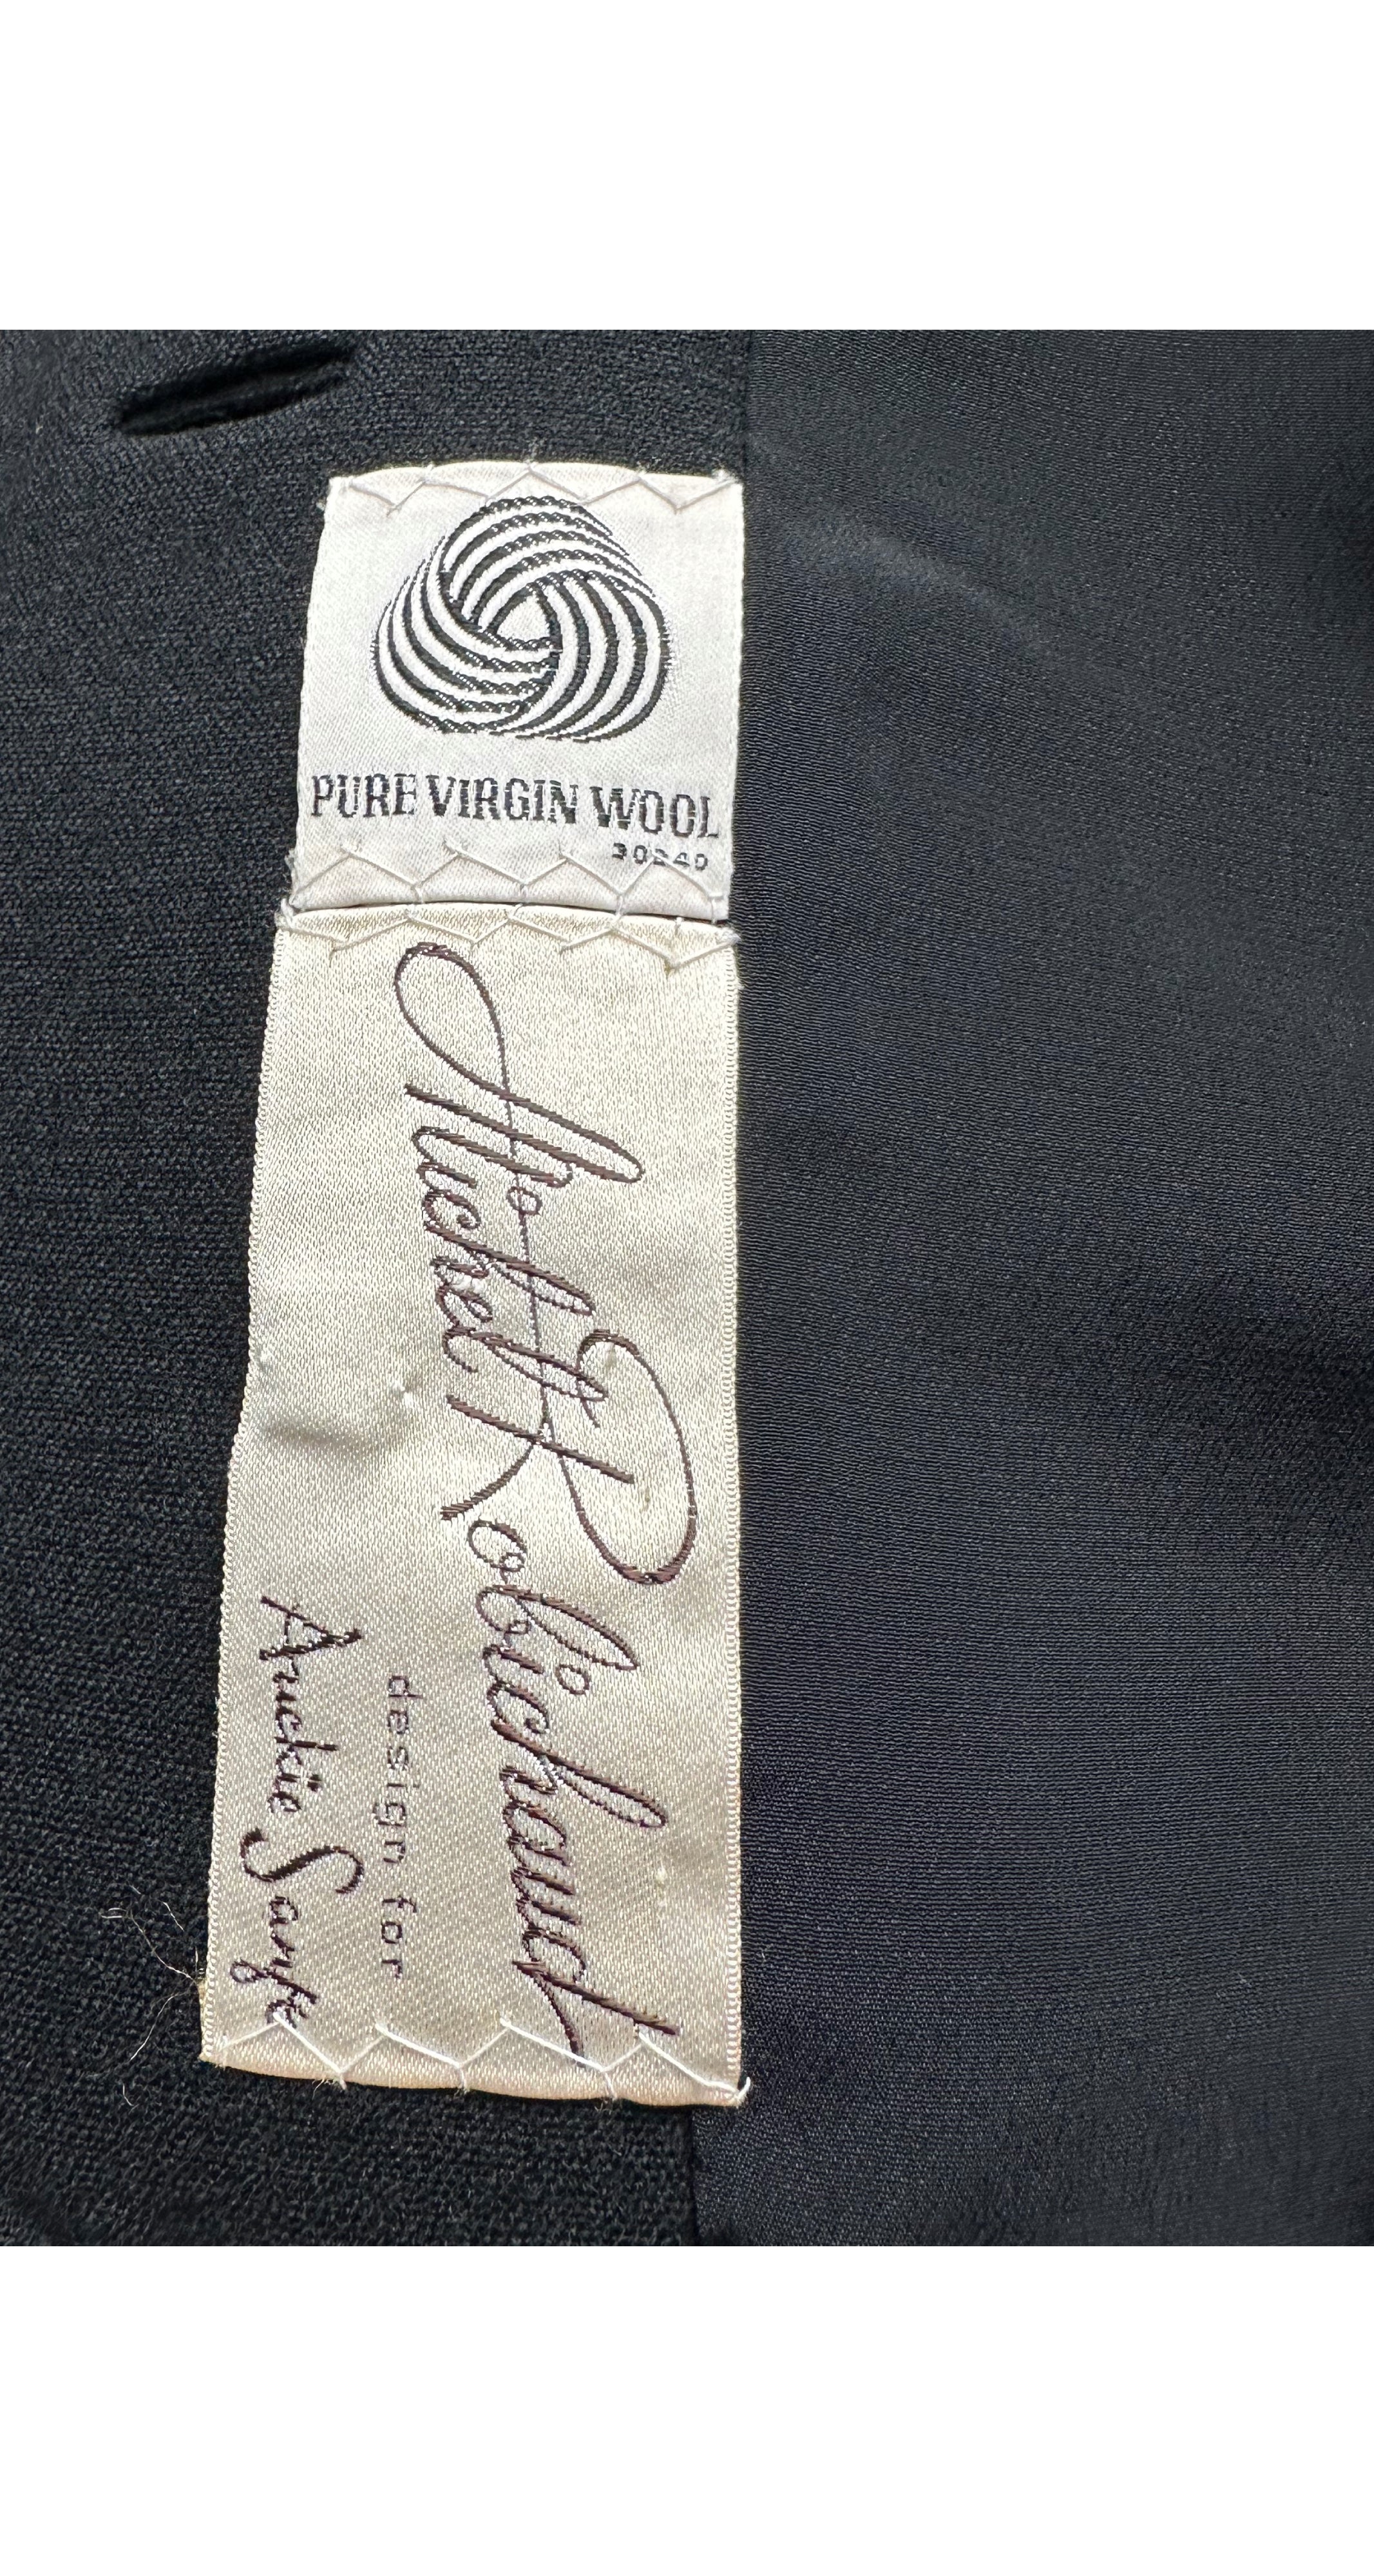 PURE VIRGIN WOOL
Michel Robichaud
design for
Auckie Sanft